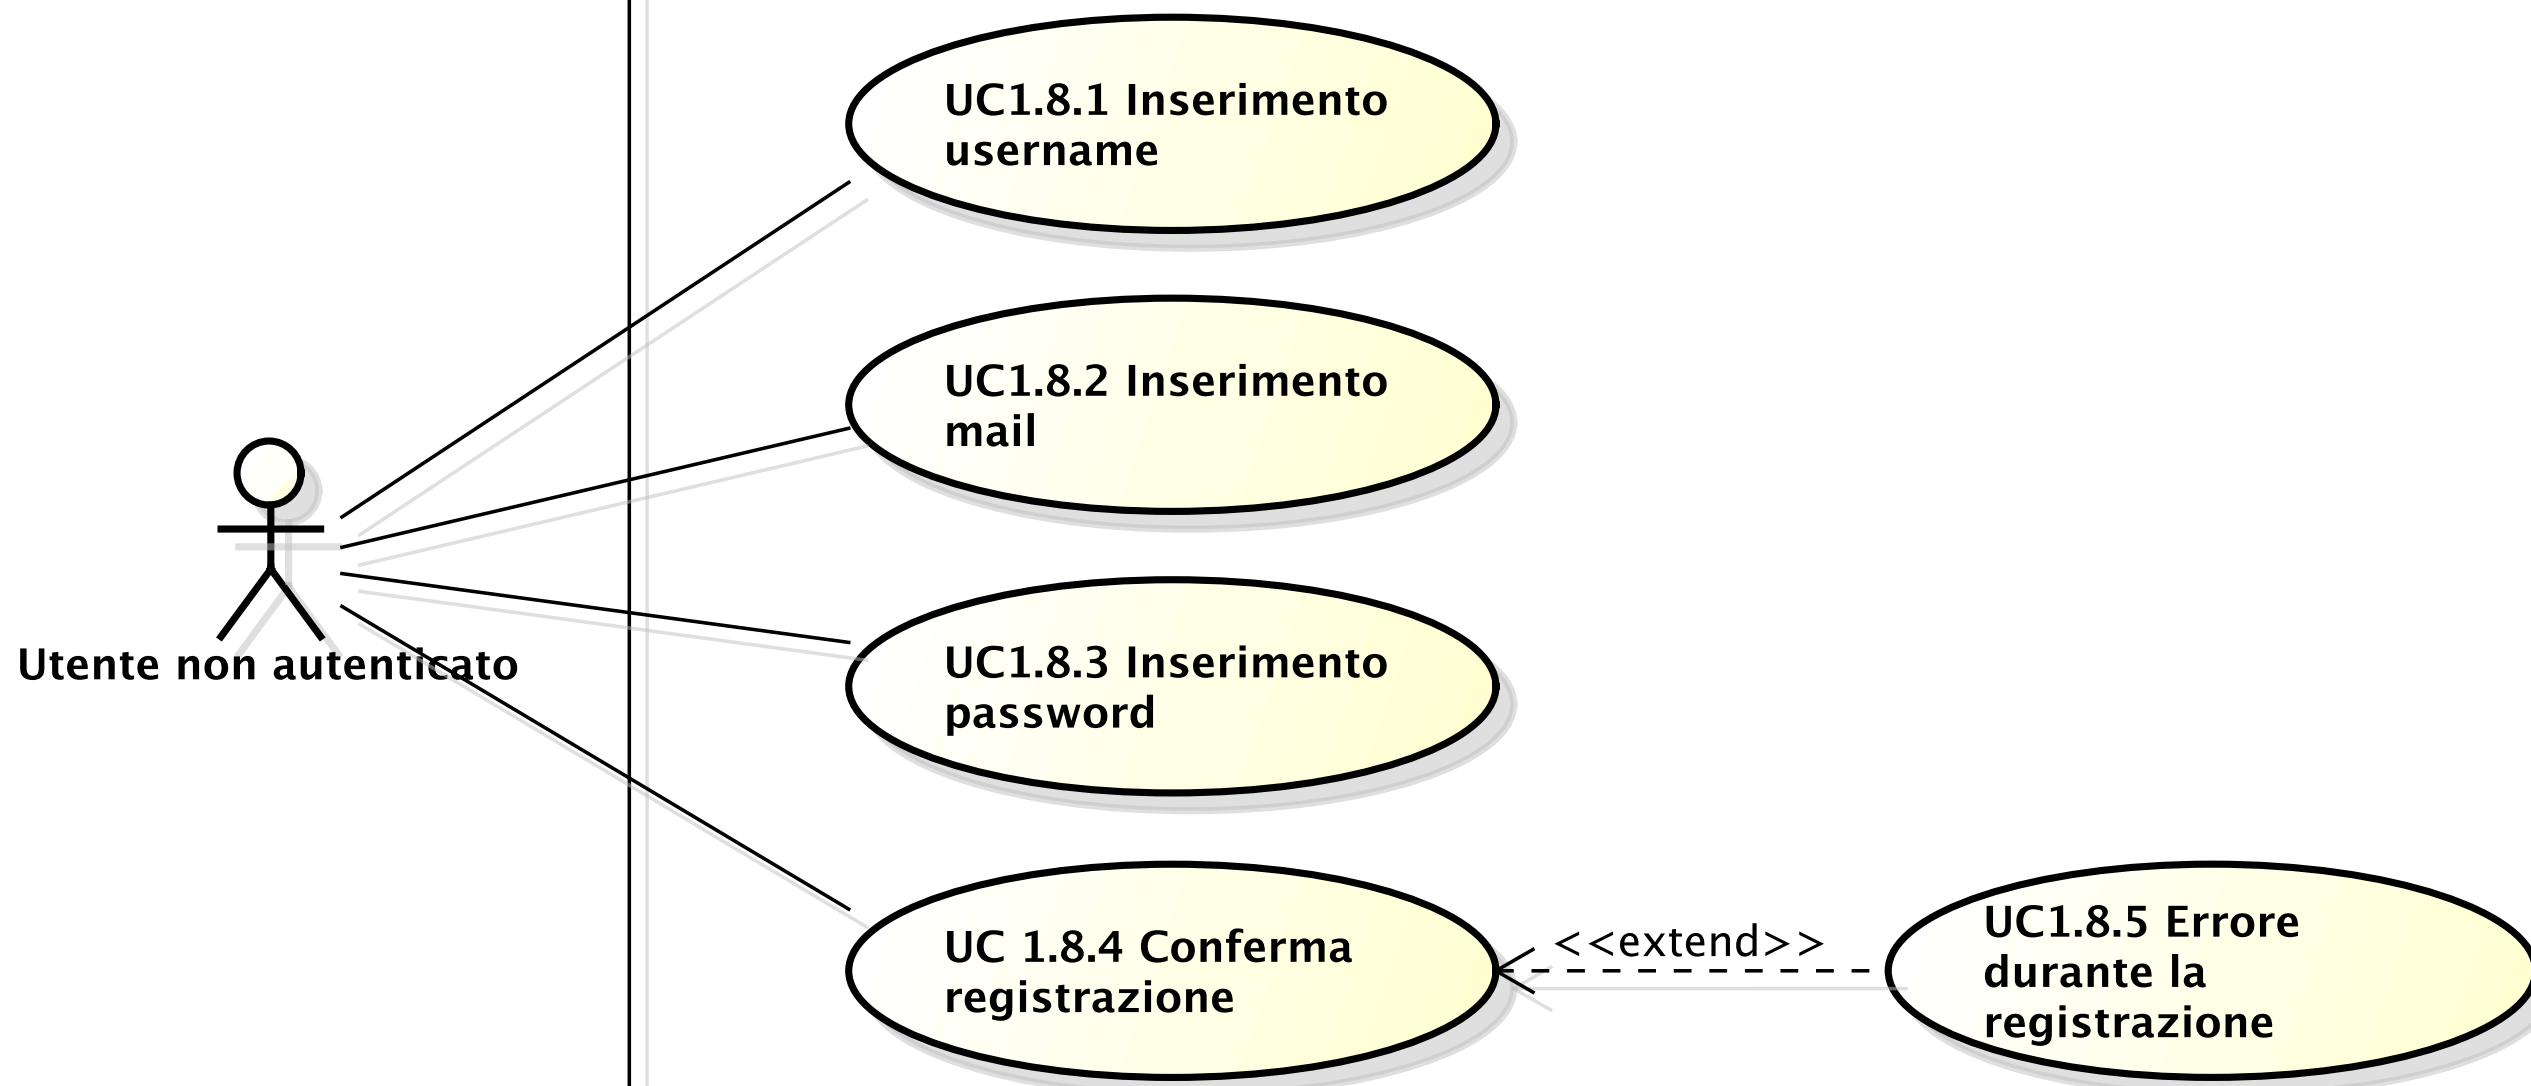 UC1.8.1 Inserimento
username
UC1.8.2 Inserimento
mail
Utente non autenticato
UC1.8.3 Inserimento
password
UC 1.8.4 Conferma
registrazione
<<extend>>
UC1.8.5 Errore
durante la
registrazione